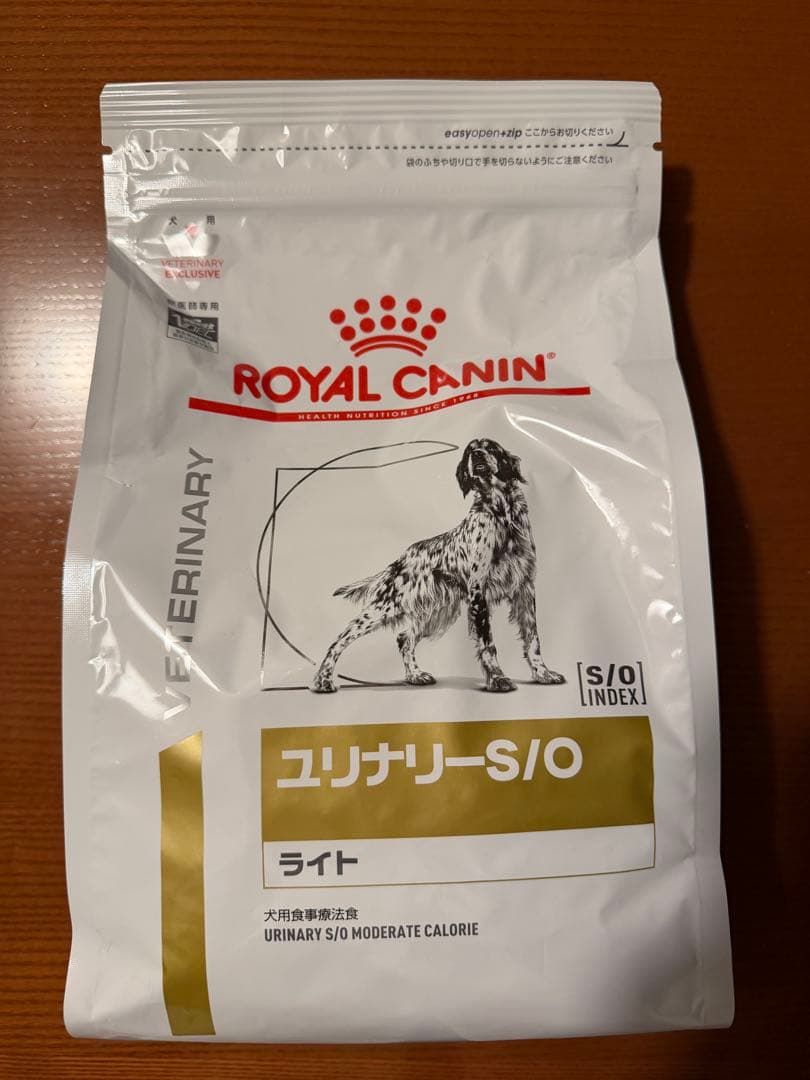 easyopen+zip ここからお切りください
袋のふちや切り口で手を切らないようにご注意ください
犬 用
VETERINARY
EXCLUSIVE
獣医師専用
ROYAL CANIN®
HEALTH NUTRITION SINCE 1968
VETERINARY
S/O
INDEX
ユリナリーS/O
ライト
犬用食事療法食
URINARY S/O MODERATE CALORIE